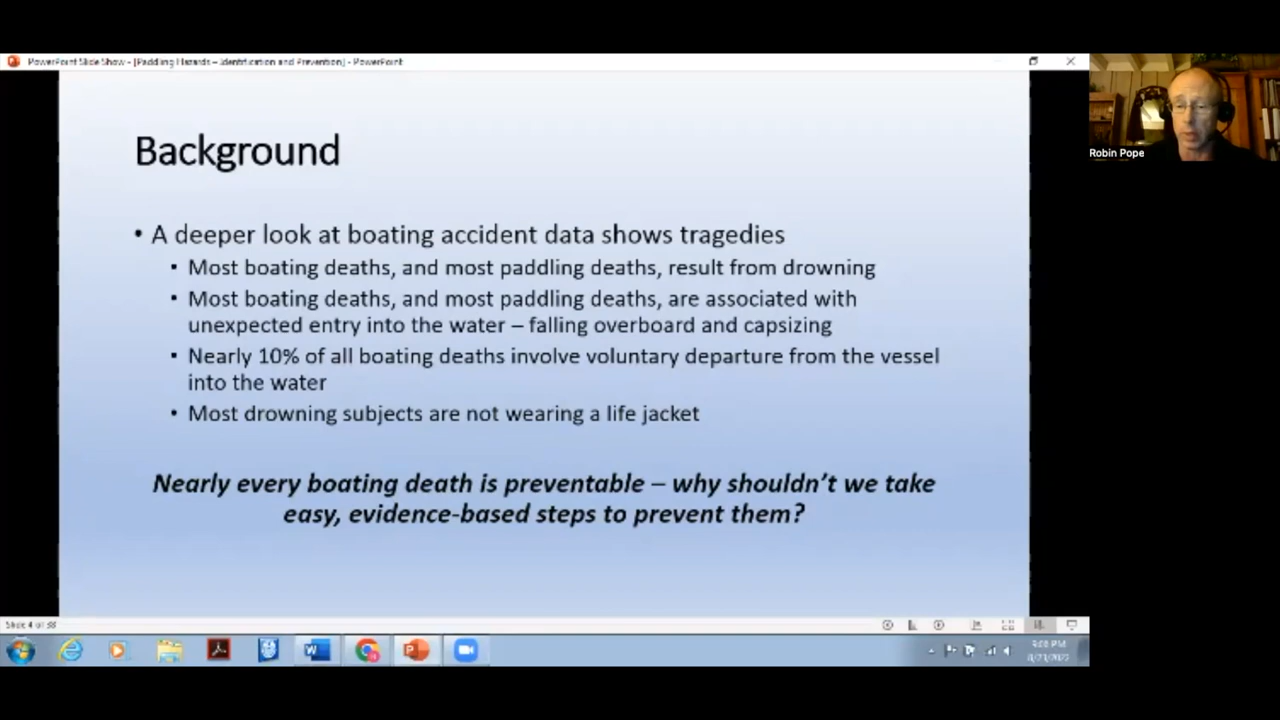 PowerPoint Slide Show - [Paddling Hazards – Identification and Prevention] - PowerPoint
Robin Pope
Background
• A deeper look at boating accident data shows tragedies
• Most boating deaths, and most paddling deaths, result from drowning
• Most boating deaths, and most paddling deaths, are associated with
unexpected entry into the water – falling overboard and capsizing
• Nearly 10% of all boating deaths involve voluntary departure from the vessel
into the water
• Most drowning subjects are not wearing a life jacket
Nearly every boating death is preventable – why shouldn't we take
easy, evidence-based steps to prevent them?
Slide 4 of 38